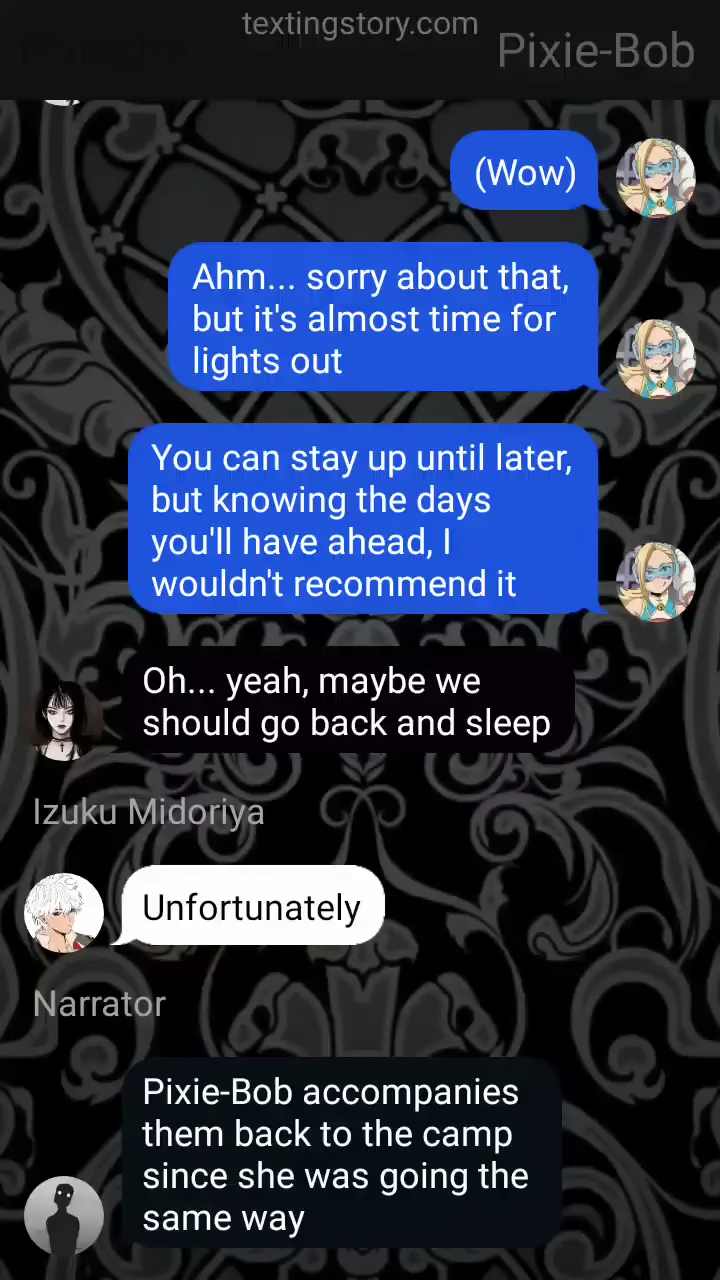 textingstory.com
Pixie-Bob
(Wow)
Ahm... sorry about that,
but it's almost time for
lights out
You can stay up until later,
but knowing the days
you'll have ahead, I
wouldn't recommend it
Oh... yeah, maybe we
should go back and sleep
Izuku Midoriya
Unfortunately
Narrator
Pixie-Bob accompanies
them back to the camp
since she was going the
same way